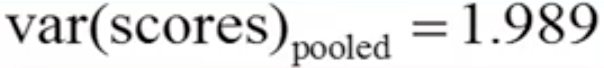 var(scores)pooled = 1.989